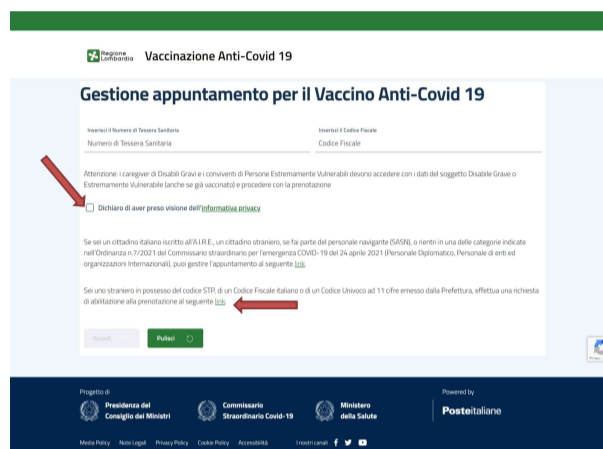 Regione
Lombardia
Vaccinazione Anti-Covid 19
Gestione appuntamento per il Vaccino Anti-Covid 19
Inserisci il Numero di Tessera Sanitaria
Inserisci il Codice Fiscale
Numero di Tessera Sanitaria
Codice Fiscale
Attenzione: i caregiver di Disabili Gravi e i conviventi di Persone Estremamente Vulnerabili devono accedere con i dati del soggetto Disabile Grave o
Estremamente Vulnerabile (anche se già vaccinato) e procedere con la prenotazione
Dichiaro di aver preso visione dell'informativa privacy
Se sei un cittadino italiano iscritto all'A.I.R.E., un cittadino straniero, se fai parte del personale navigante (SASN), o rientri in una delle categorie indicate
nell'Ordinanza n.7/2021 del Commissario straordinario per l'emergenza COVID-19 del 24 aprile 2021 (Personale Diplomatico, Personale di enti ed
organizzazioni Internazionali), puoi gestire l'appuntamento al seguente link.
Sei uno straniero in possesso del codice STP, di un Codice Fiscale italiano o di un Codice Univoco ad 11 cifre emesso dalla Prefettura, effettua una richiesta
di abilitazione alla prenotazione al seguente link.
Accedi
Pulisci
Progetto di
Powered by
Presidenza del
Consiglio dei Ministri
Commissario
Straordinario Covid-19
Ministero
della Salute
Posteitaliane
Media Policy Note Legali Privacy Policy Cookie Policy Accessibilità I nostri canali